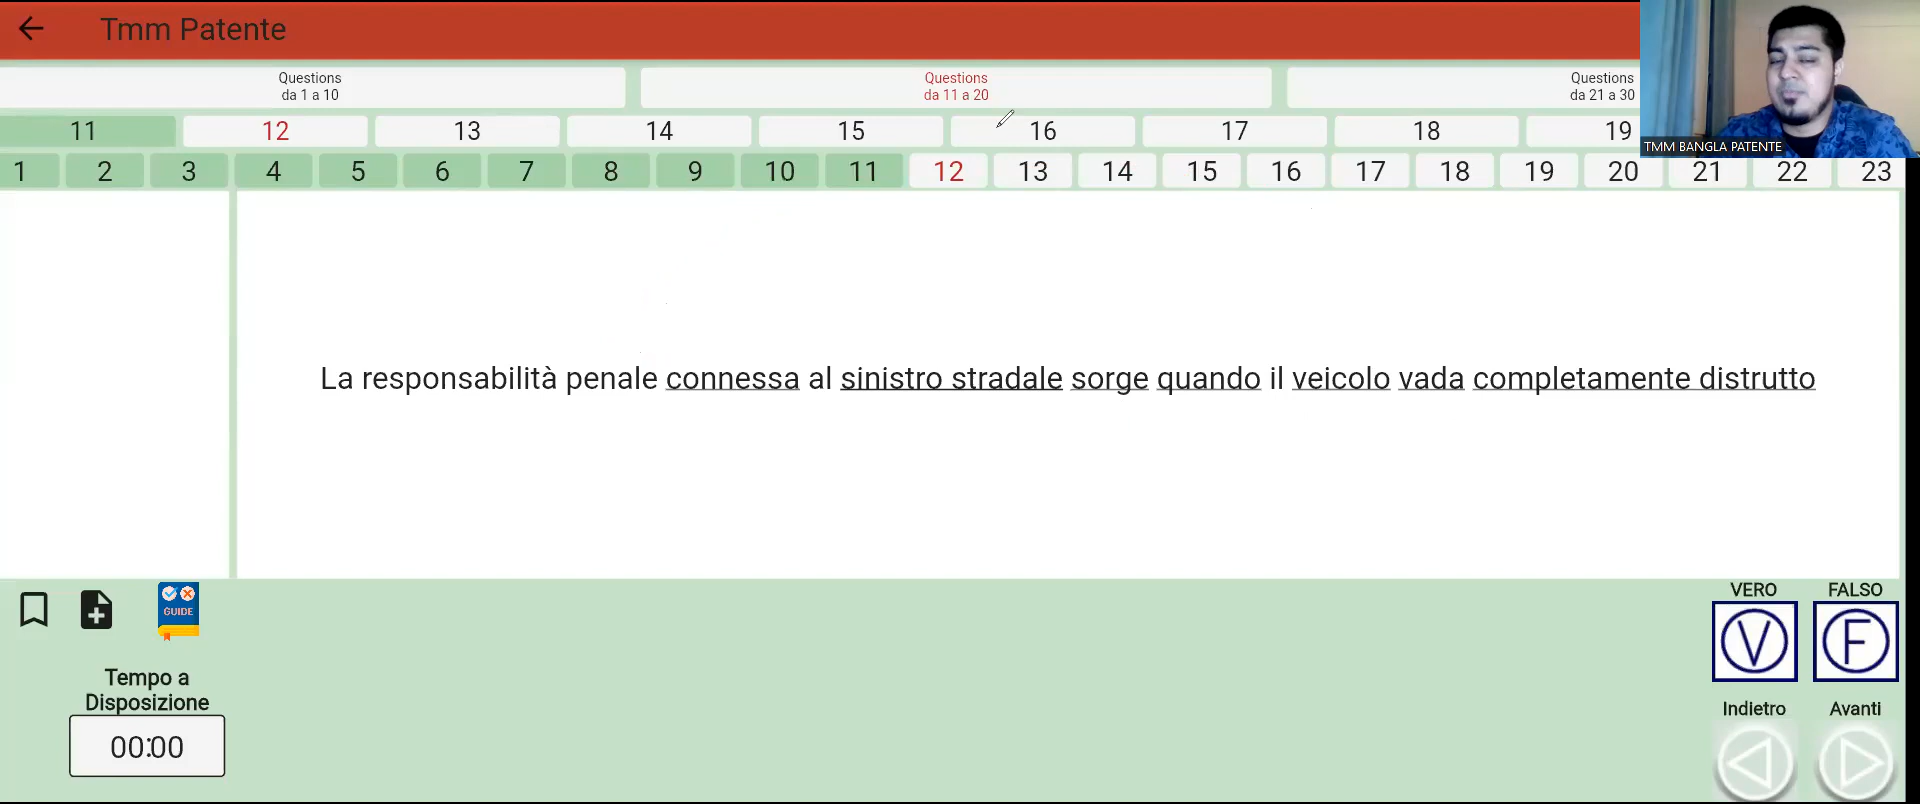 Tmm Patente
Questions
da 1 a 10
Questions
da 11 a 20
Questions
da 21 a 30
TMM BANGLA PATENTE
11 12 13 14 15 16 17 18 19
1 2 3 4 5 6 7 8 9 10 11 12 13 14 15 16 17 18 19 20 21 22 23
La responsabilità penale connessa al sinistro stradale sorge quando il veicolo vada completamente distrutto
GUIDE
VERO FALSO
V F
Tempo a
Disposizione
00:00
Indietro Avanti